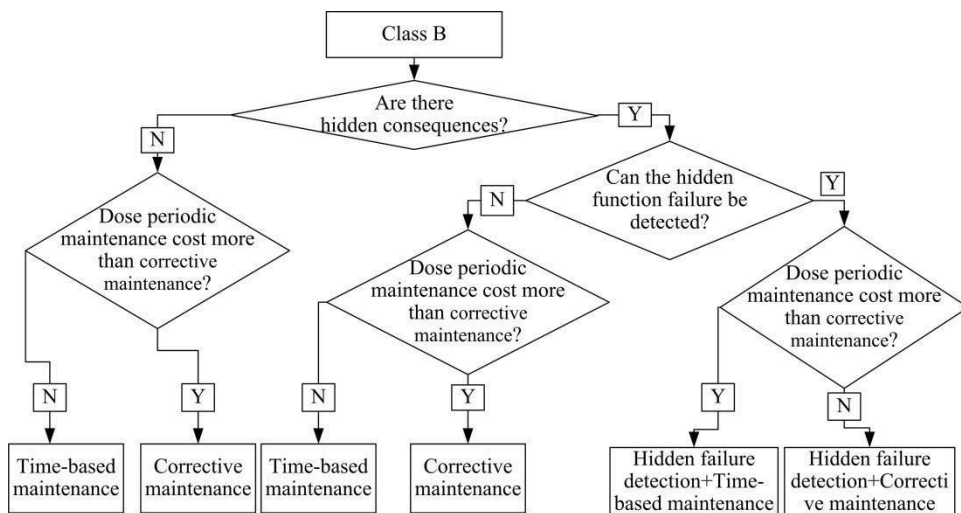 Class B
Are there
hidden consequences?
N
Y
Can the hidden
function failure be
detected?
N
Y
Dose periodic
maintenance cost more
than corrective
maintenance?
Dose periodic
maintenance cost more
than corrective
maintenance?
Dose periodic
maintenance cost more
than corrective
maintenance?
N
Y
N
Y
Y
N
Time-based
maintenance
Corrective
maintenance
Time-based
maintenance
Corrective
maintenance
Hidden failure
detection+Time-
based maintenance
Hidden failure
detection+Correcti
ve maintenance